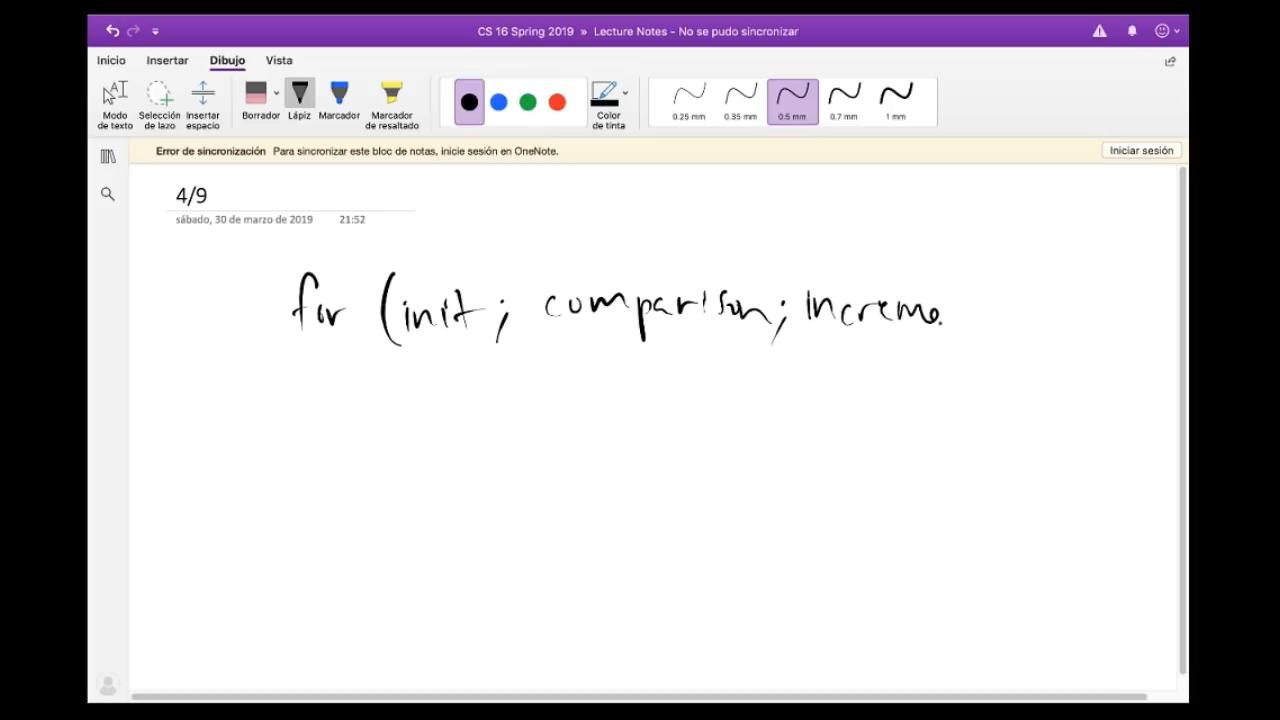 CS 16 Spring 2019 » Lecture Notes - No se pudo sincronizar
Inicio Insertar Dibujo Vista
Modo de texto
Selección de lazo
Insertar espacio
Borrador
Lápiz
Marcador
Marcador de resaltado
Color de tinta
0.25 mm 0.35 mm 0.5 mm 0.7 mm 1 mm
Error de sincronización Para sincronizar este bloc de notas, inicie sesión en OneNote. Iniciar sesión
4/9
sábado, 30 de marzo de 2019 21:52
for (init; comparison; increme